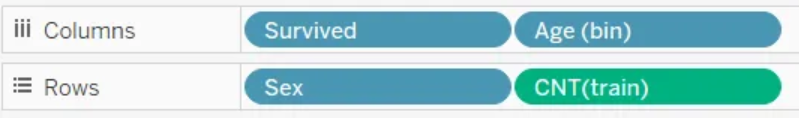 Columns Survived Age (bin)
Rows Sex CNT(train)